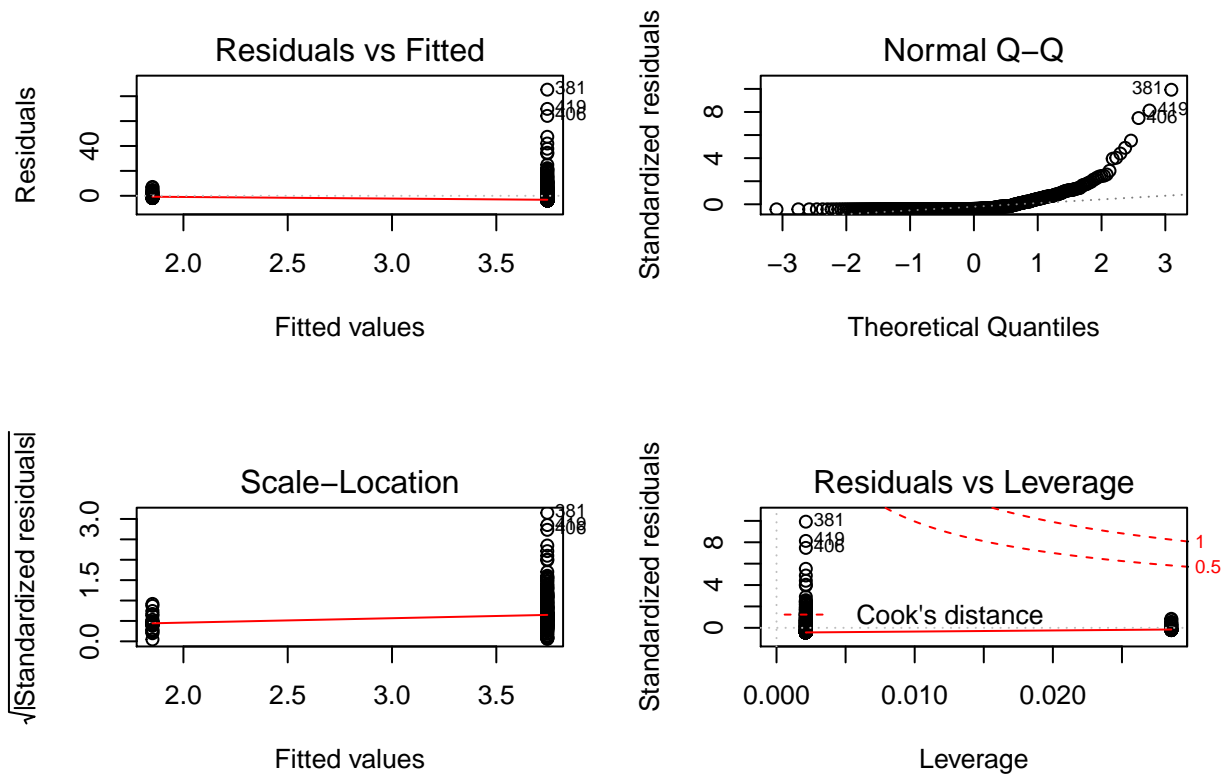 Residuals vs Fitted
Residuals
0 40
381
419
406
2.0 2.5 3.0 3.5
Fitted values
Normal Q−Q
Standardized residuals
0 4 8
381
419
406
−3 −2 −1 0 1 2 3
Theoretical Quantiles
Scale−Location
√|Standardized residuals|
0.0 1.5 3.0
381
419
406
2.0 2.5 3.0 3.5
Fitted values
Residuals vs Leverage
Standardized residuals
0 4 8
381
419
406
1
0.5
Cook's distance
0.000 0.010 0.020
Leverage